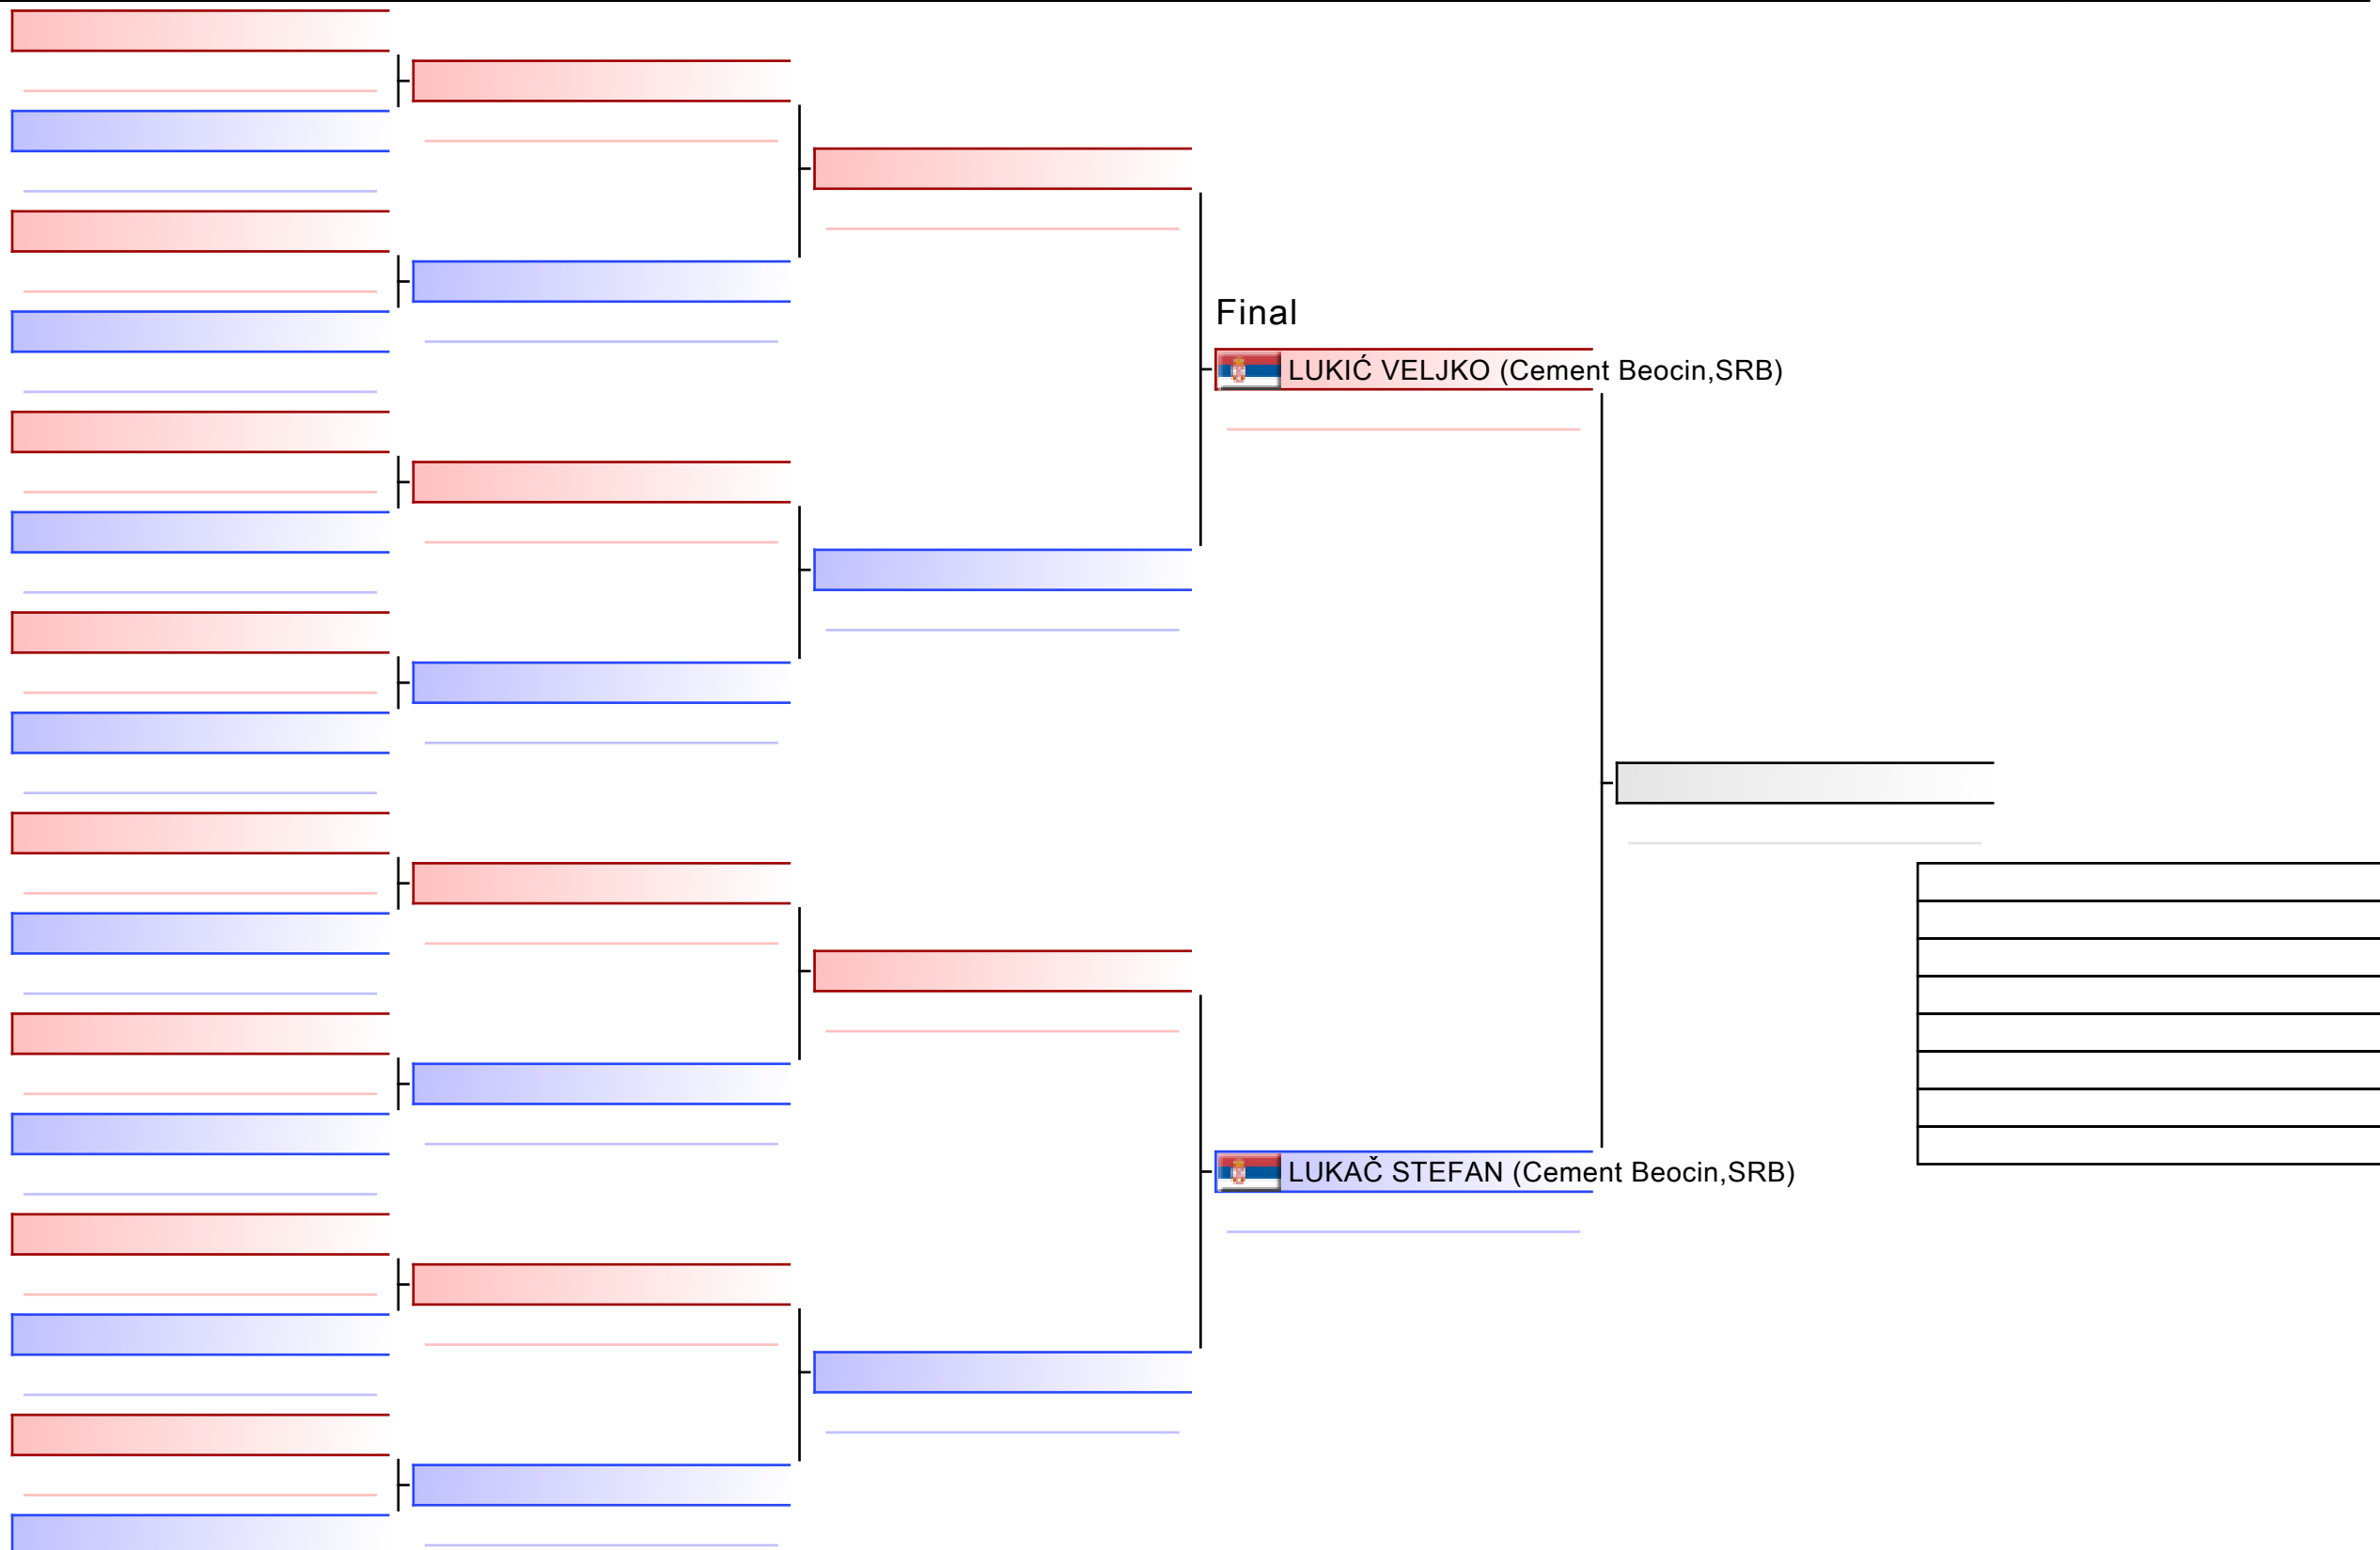 Final
LUKIĆ VELJKO (Cement Beocin,SRB)
LUKAČ STEFAN (Cement Beocin,SRB)